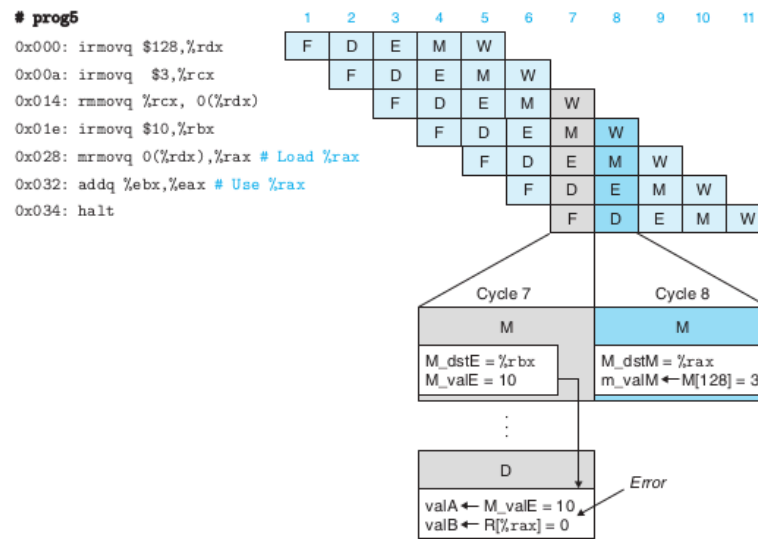 # prog5 1 2 3 4 5 6 7 8 9 10 11
0x000: irmovq $128,%rdx F D E M W
0x00a: irmovq $3,%rcx F D E M W
0x014: rmmovq %rcx, 0(%rdx) F D E M W
0x01e: irmovq $10,%rbx F D E M W
0x028: mrmovq 0(%rdx),%rax # Load %rax F D E M W
0x032: addq %ebx,%eax # Use %rax F D E M W
0x034: halt F D E M W
Cycle 7
M
M_dstE = %rbx
M_valE = 10
Cycle 8
M
M_dstM = %rax
m_valM ← M[128] = 3
⋮
D
valA ← M_valE = 10
valB ← R[%rax] = 0
Error